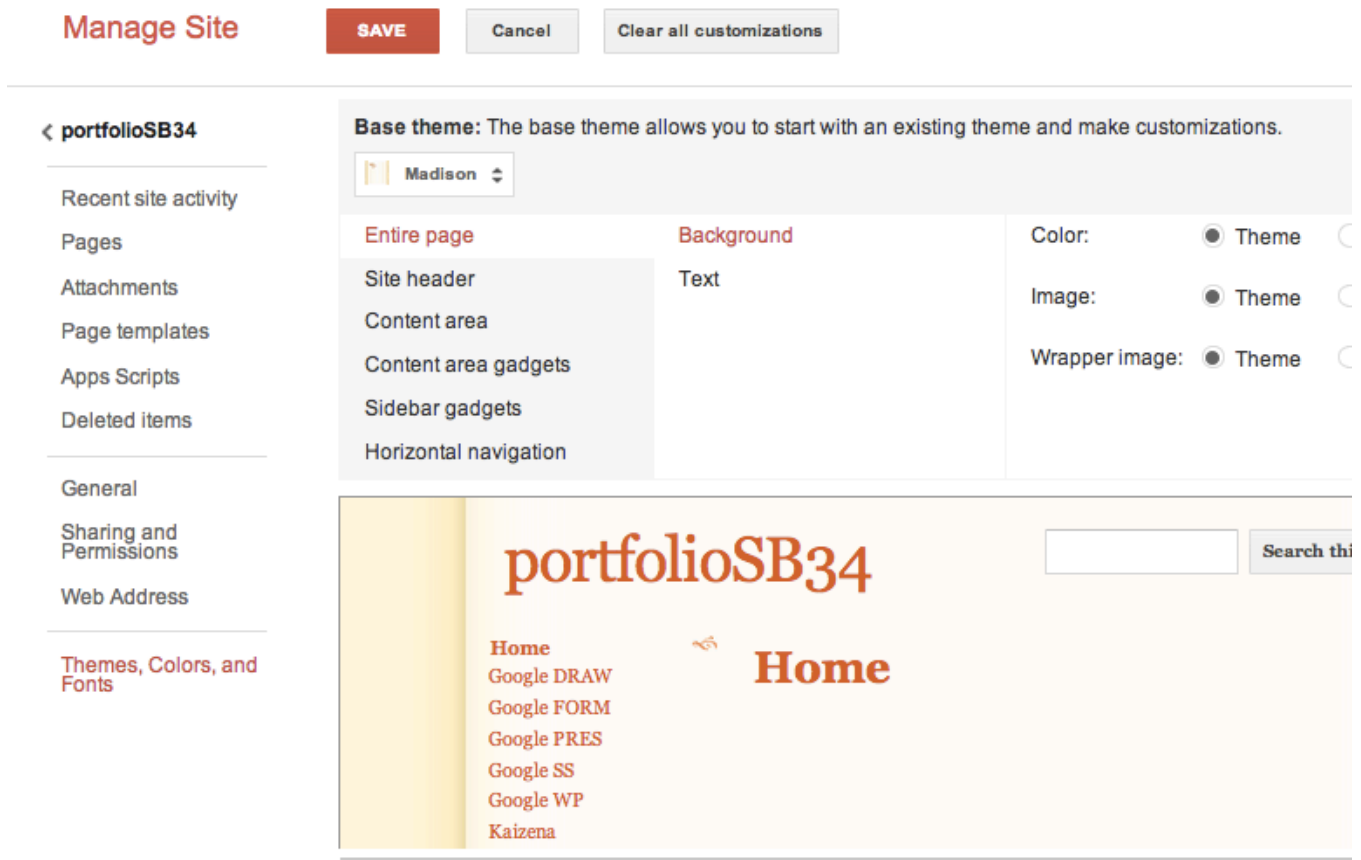 Manage Site
SAVE
Cancel
Clear all customizations
portfolioSB34
Recent site activity
Pages
Attachments
Page templates
Apps Scripts
Deleted items
General
Sharing and
Permissions
Web Address
Themes, Colors, and
Fonts
Base theme: The base theme allows you to start with an existing theme and make customizations.
Madison
Entire page
Site header
Content area
Content area gadgets
Sidebar gadgets
Horizontal navigation
Background
Text
Color: Theme
Image: Theme
Wrapper image: Theme
portfolioSB34
Search thi
Home
Google DRAW
Google FORM
Google PRES
Google SS
Google WP
Kaizena
Home